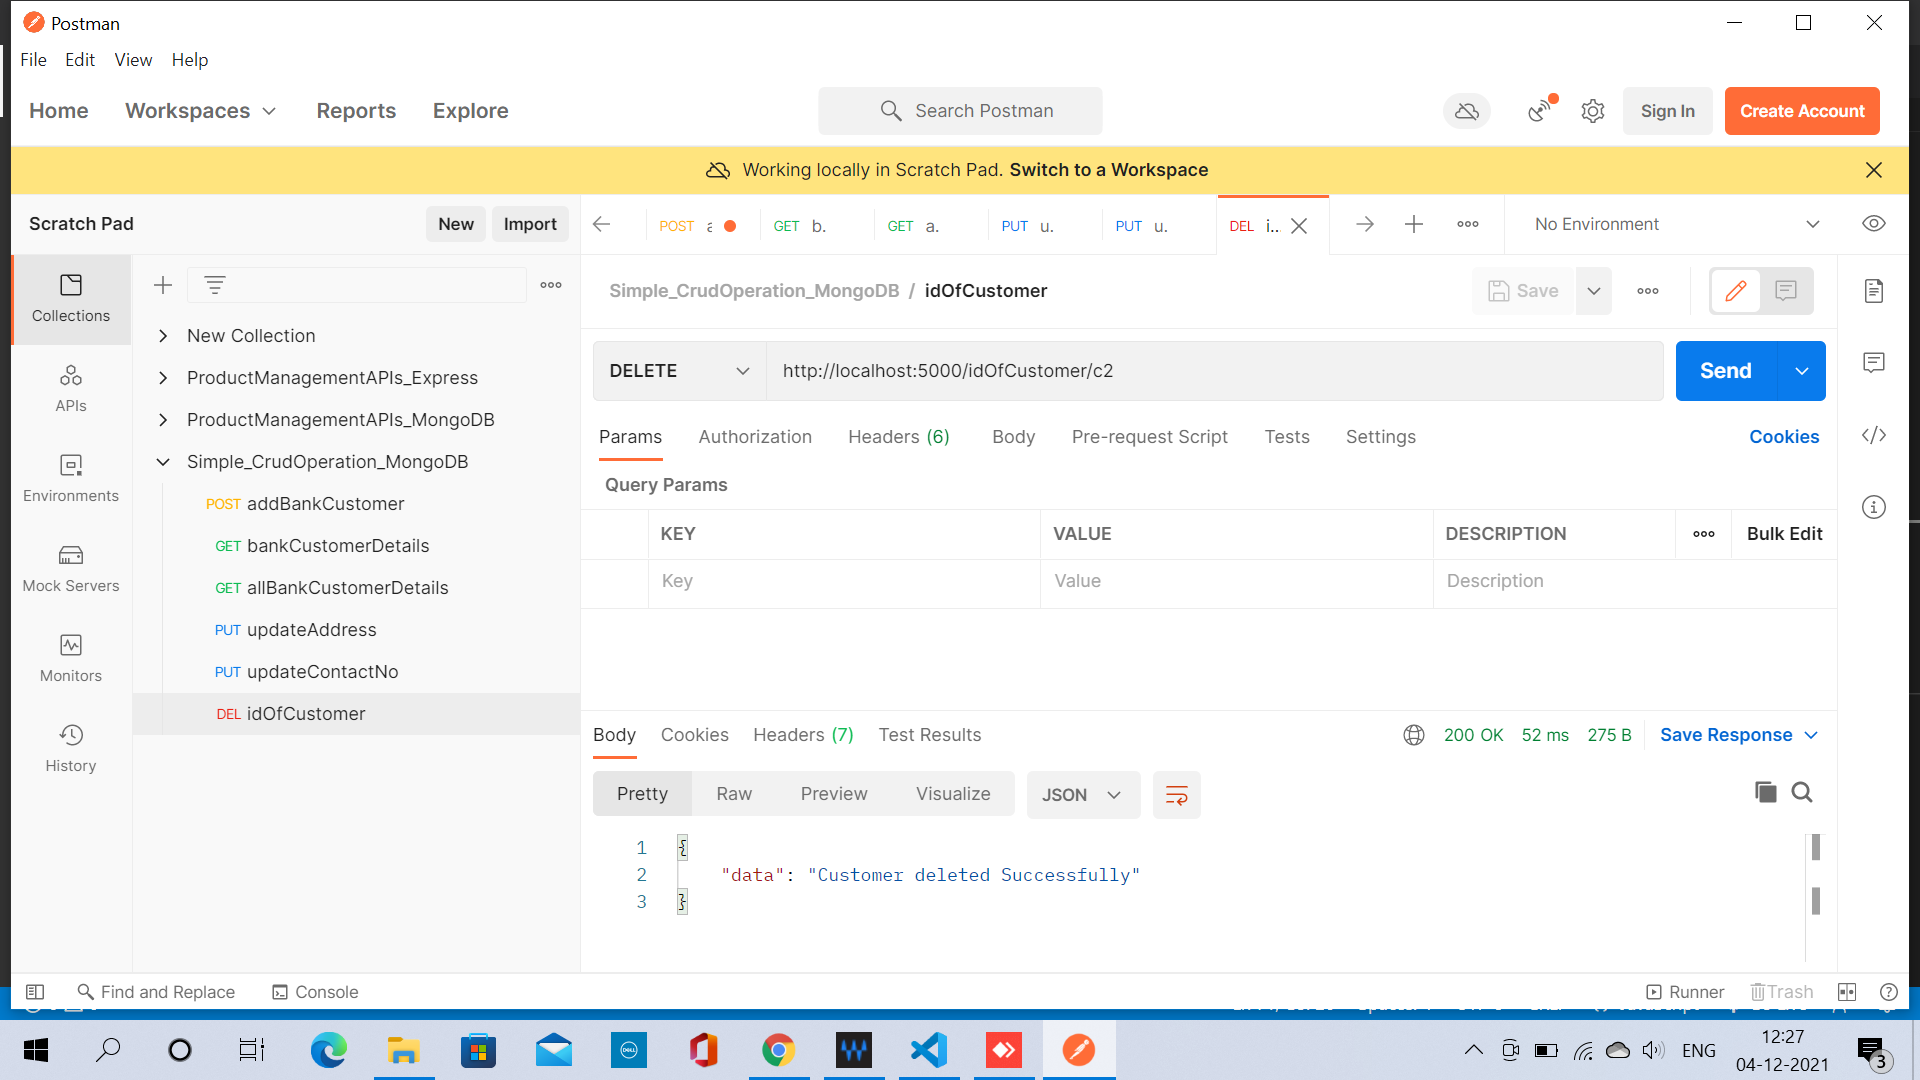 Postman
File Edit View Help
Home Workspaces Reports Explore Search Postman Sign In Create Account
Working locally in Scratch Pad. Switch to a Workspace
Scratch Pad New Import POST GET b. GET a. PUT u. PUT u. DEL i... No Environment
Simple_CrudOperation_MongoDB / idOfCustomer Save
Collections
APIs
Environments
Mock Servers
Monitors
History
New Collection
ProductManagementAPIs_Express
ProductManagementAPIs_MongoDB
Simple_CrudOperation_MongoDB
POST addBankCustomer
GET bankCustomerDetails
GET allBankCustomerDetails
PUT updateAddress
PUT updateContactNo
DEL idOfCustomer
DELETE http://localhost:5000/idOfCustomer/c2 Send
Params Authorization Headers (6) Body Pre-request Script Tests Settings Cookies
Query Params
KEY VALUE DESCRIPTION Bulk Edit
Key Value Description
Body Cookies Headers (7) Test Results 200 OK 52 ms 275 B Save Response
Pretty Raw Preview Visualize JSON
1 {
2 "data": "Customer deleted Successfully"
3 }
Find and Replace Console Runner Trash
DELL
ENG
12:27
04-12-2021
3